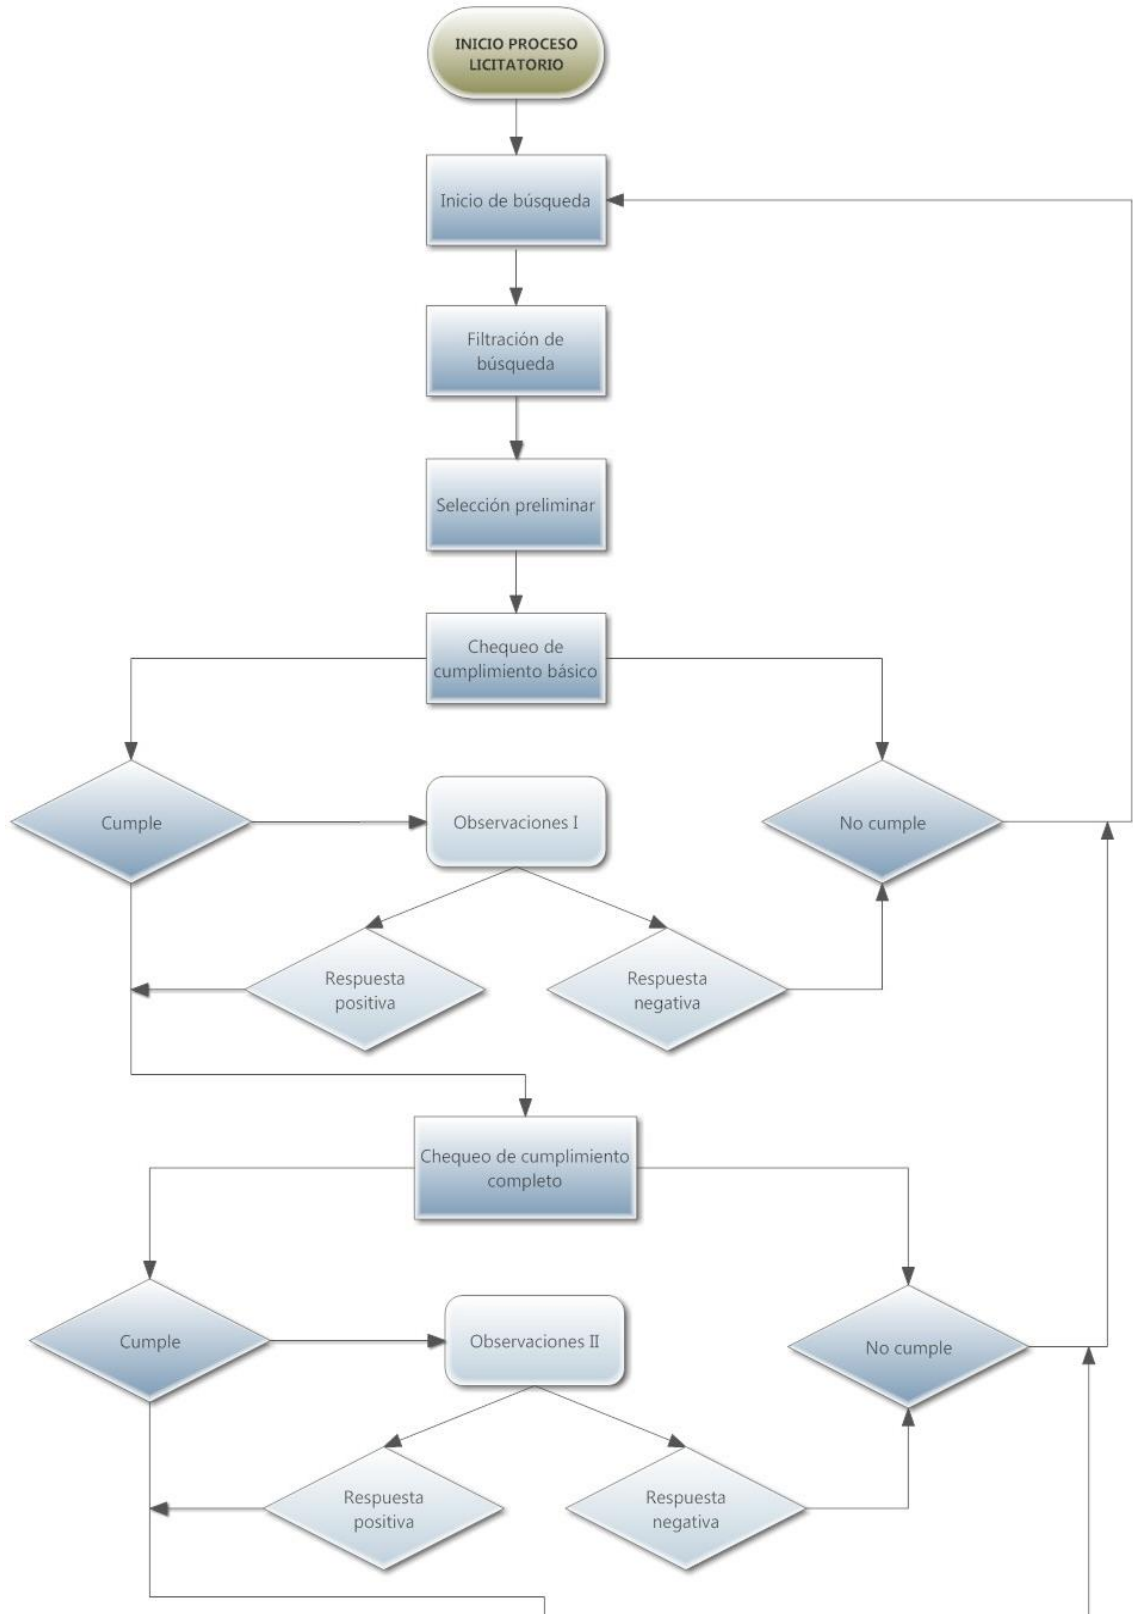 INICIO PROCESO
LICITATORIO
Inicio de búsqueda
Filtración de
búsqueda
Selección preliminar
Chequeo de
cumplimiento básico
Cumple
Observaciones I
No cumple
Respuesta
positiva
Respuesta
negativa
Chequeo de cumplimiento
completo
Cumple
Observaciones II
No cumple
Respuesta
positiva
Respuesta
negativa